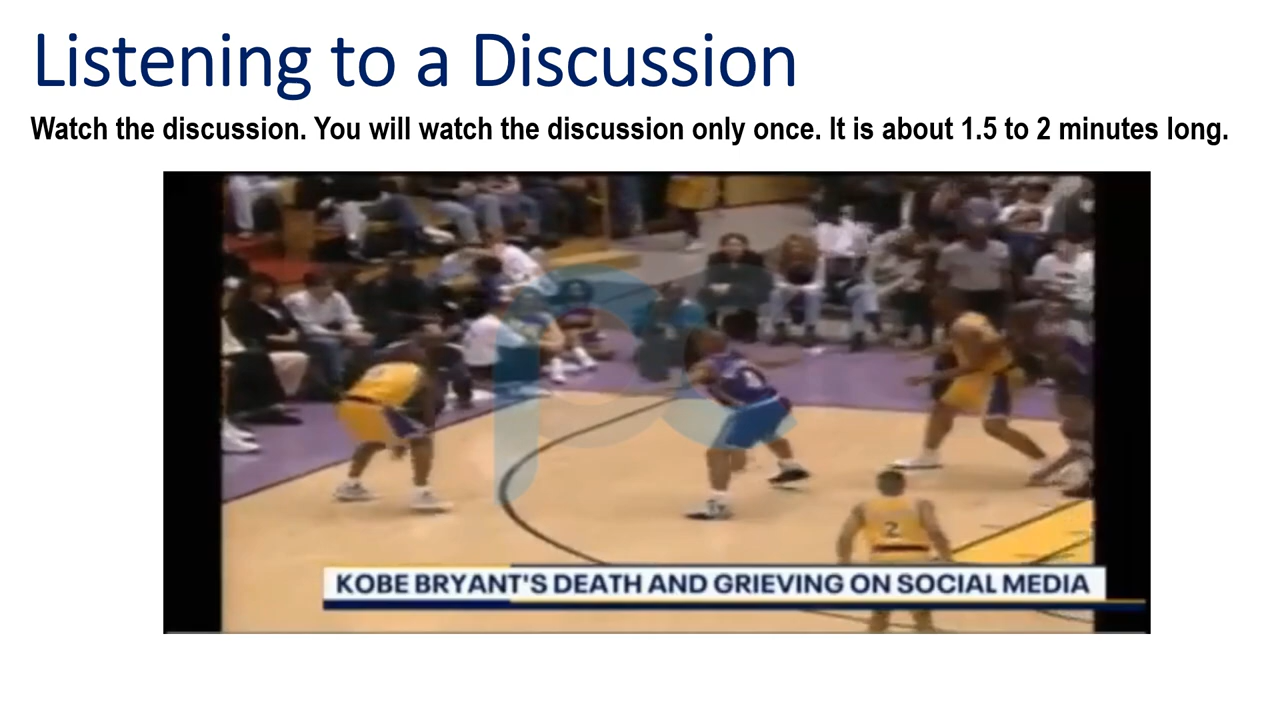 Listening to a Discussion
Watch the discussion. You will watch the discussion only once. It is about 1.5 to 2 minutes long.
2
KOBE BRYANT'S DEATH AND GRIEVING ON SOCIAL MEDIA